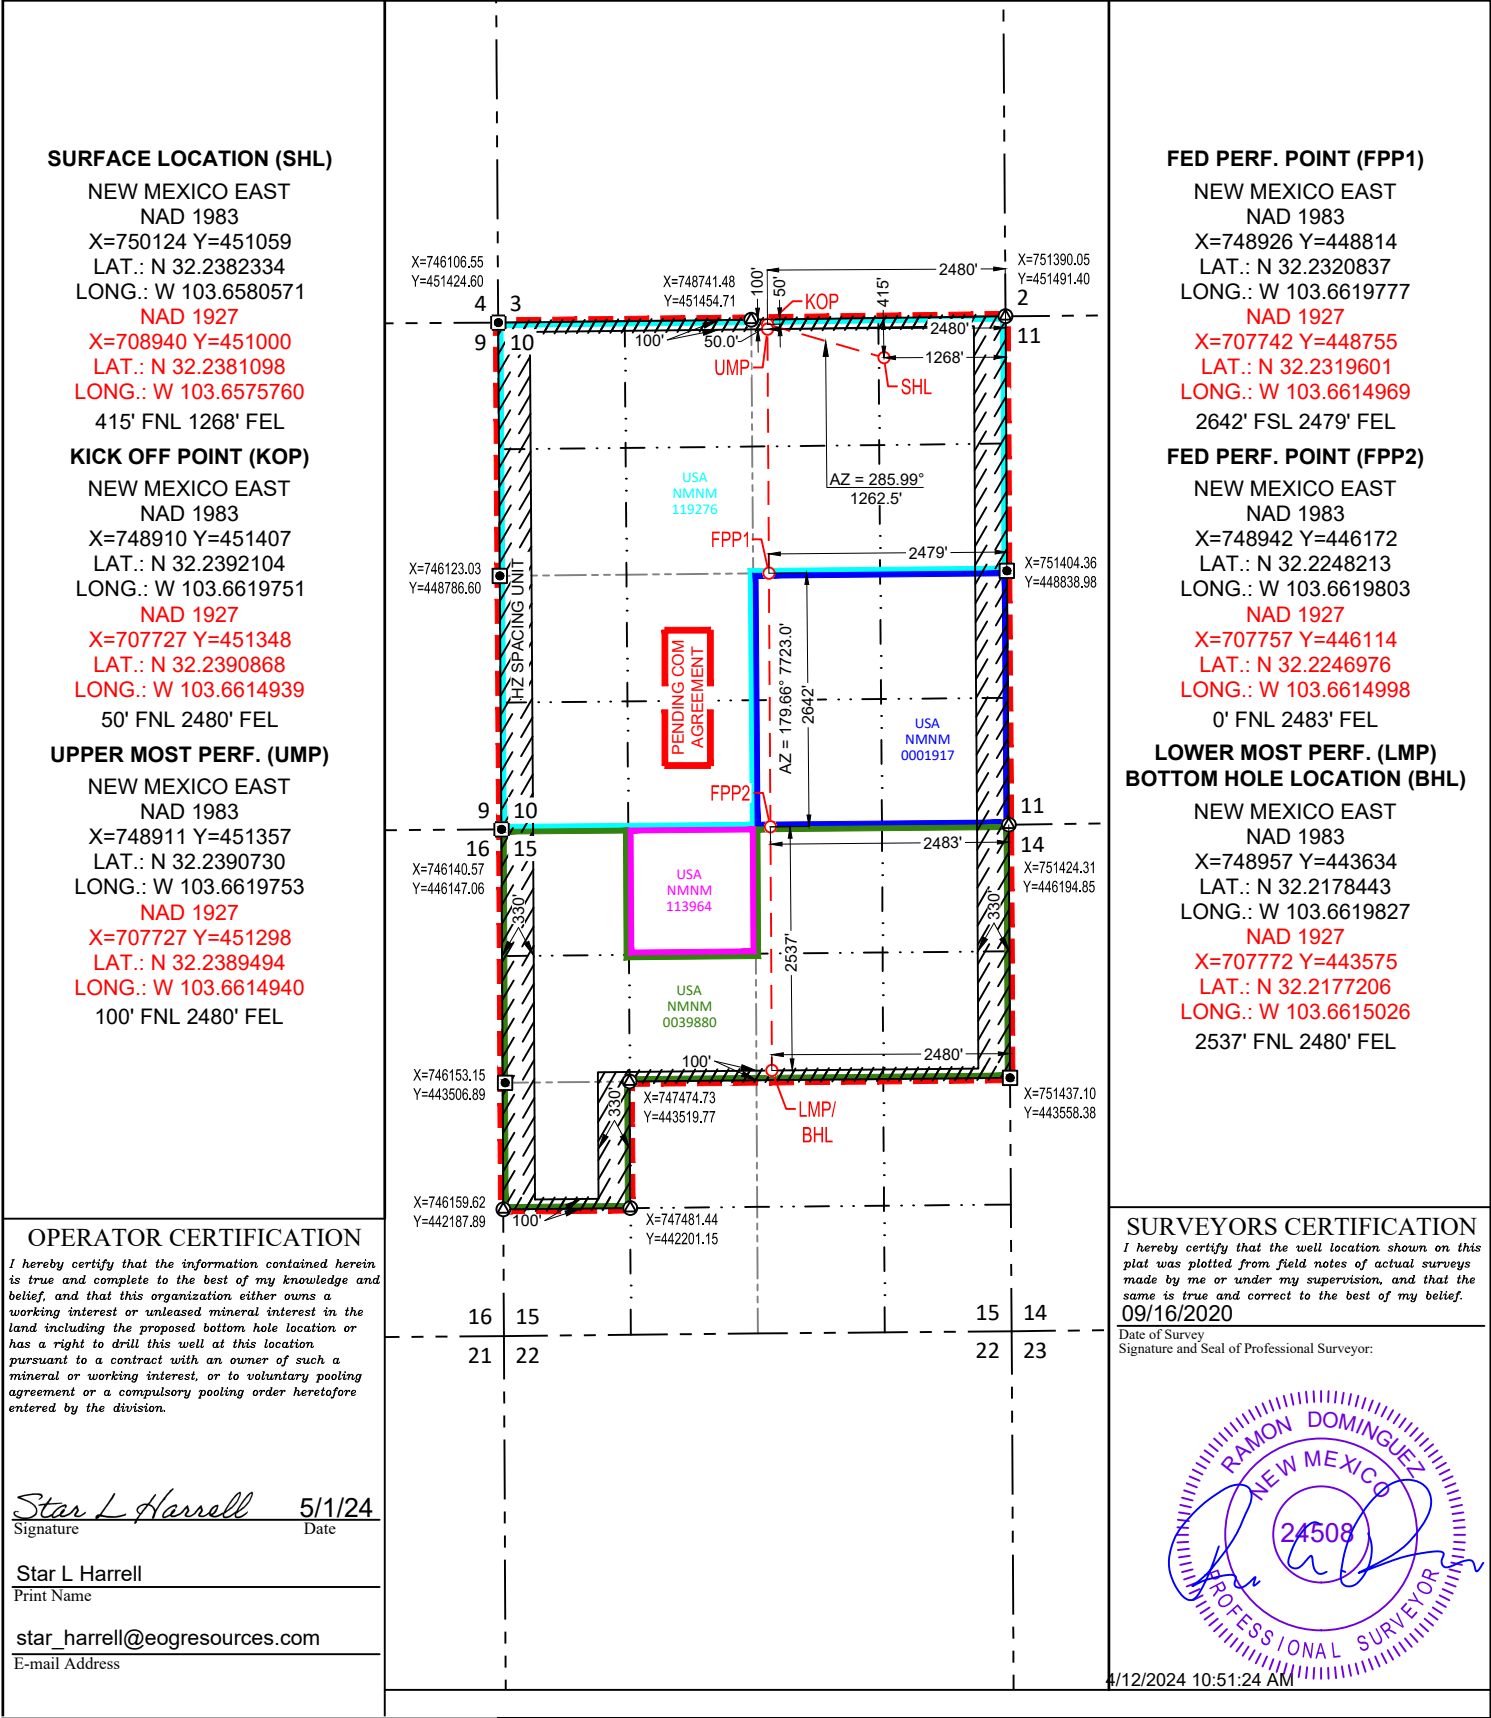 SURFACE LOCATION (SHL)
NEW MEXICO EAST
NAD 1983
X=750124 Y=451059
LAT.: N 32.2382334
LONG.: W 103.6580571
NAD 1927
X=708940 Y=451000
LAT.: N 32.2381098
LONG.: W 103.6575760
415' FNL 1268' FEL
KICK OFF POINT (KOP)
NEW MEXICO EAST
NAD 1983
X=748910 Y=451407
LAT.: N 32.2392104
LONG.: W 103.6619751
NAD 1927
X=707727 Y=451348
LAT.: N 32.2390868
LONG.: W 103.6614939
50' FNL 2480' FEL
UPPER MOST PERF. (UMP)
NEW MEXICO EAST
NAD 1983
X=748911 Y=451357
LAT.: N 32.2390730
LONG.: W 103.6619753
NAD 1927
X=707727 Y=451298
LAT.: N 32.2389494
LONG.: W 103.6614940
100' FNL 2480' FEL
X=746106.55
Y=451424.60
X=748741.48
Y=451454.71
100'
50'
2480'
X=751390.05
Y=451491.40
KOP
415'
4 3
2
9 10
11
100'
50.0'
2480'
1268'
UMP
SHL
AZ = 285.99°
1262.5'
USA
NMNM
119276
FPP1
2479'
X=746123.03
Y=448786.60
X=751404.36
Y=448838.98
HZ SPACING UNIT
PENDING COM
AGREEMENT
AZ = 179.66° 7723.0'
2642'
USA
NMNM
0001917
FPP2
9 10
11
16 15
14
2483'
X=746140.57
Y=446147.06
X=751424.31
Y=446194.85
USA
NMNM
113964
330'
330'
2537'
USA
NMNM
0039880
100'
2480'
X=746153.15
Y=443506.89
X=747474.73
Y=443519.77
330'
LMP/
BHL
X=751437.10
Y=443558.38
X=746159.62
Y=442187.89
100'
X=747481.44
Y=442201.15
16 15
15 14
21 22
22 23
FED PERF. POINT (FPP1)
NEW MEXICO EAST
NAD 1983
X=748926 Y=448814
LAT.: N 32.2320837
LONG.: W 103.6619777
NAD 1927
X=707742 Y=448755
LAT.: N 32.2319601
LONG.: W 103.6614969
2642' FSL 2479' FEL
FED PERF. POINT (FPP2)
NEW MEXICO EAST
NAD 1983
X=748942 Y=446172
LAT.: N 32.2248213
LONG.: W 103.6619803
NAD 1927
X=707757 Y=446114
LAT.: N 32.2246976
LONG.: W 103.6614998
0' FNL 2483' FEL
LOWER MOST PERF. (LMP)
BOTTOM HOLE LOCATION (BHL)
NEW MEXICO EAST
NAD 1983
X=748957 Y=443634
LAT.: N 32.2178443
LONG.: W 103.6619827
NAD 1927
X=707772 Y=443575
LAT.: N 32.2177206
LONG.: W 103.6615026
2537' FNL 2480' FEL
OPERATOR CERTIFICATION
I hereby certify that the information contained herein
is true and complete to the best of my knowledge and
belief, and that this organization either owns a
working interest or unleased mineral interest in the
land including the proposed bottom hole location or
has a right to drill this well at this location
pursuant to a contract with an owner of such a
mineral or working interest, or to voluntary pooling
agreement or a compulsory pooling order heretofore
entered by the division.
Star L Harrell 5/1/24
Signature Date
Star L Harrell
Print Name
star_harrell@eogresources.com
E-mail Address
SURVEYORS CERTIFICATION
I hereby certify that the well location shown on this
plat was plotted from field notes of actual surveys
made by me or under my supervision, and that the
same is true and correct to the best of my belief.
09/16/2020
Date of Survey
Signature and Seal of Professional Surveyor:
RAMON DOMINGUEZ
NEW MEXICO
24508
PROFESSIONAL SURVEYOR
4/12/2024 10:51:24 AM